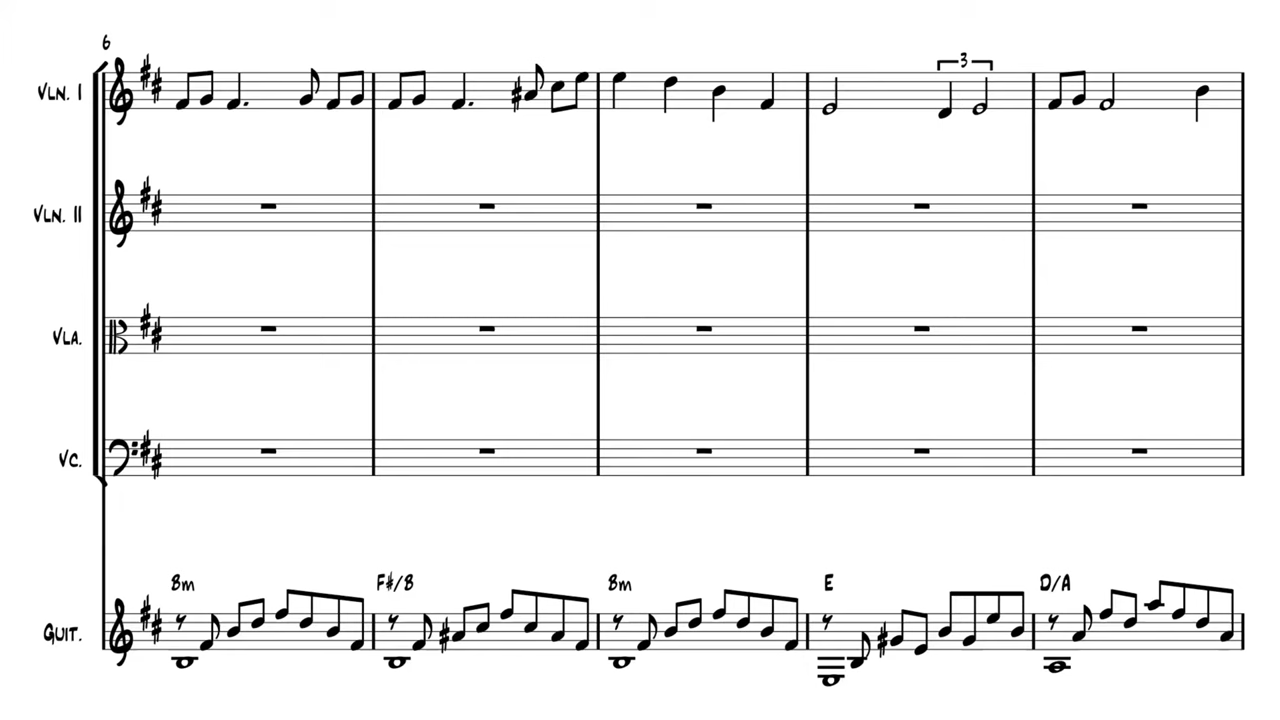 6
Vln. I
3
Vln. II
Vla.
Vc.
Bm F#/B Bm E D/A
Guit.